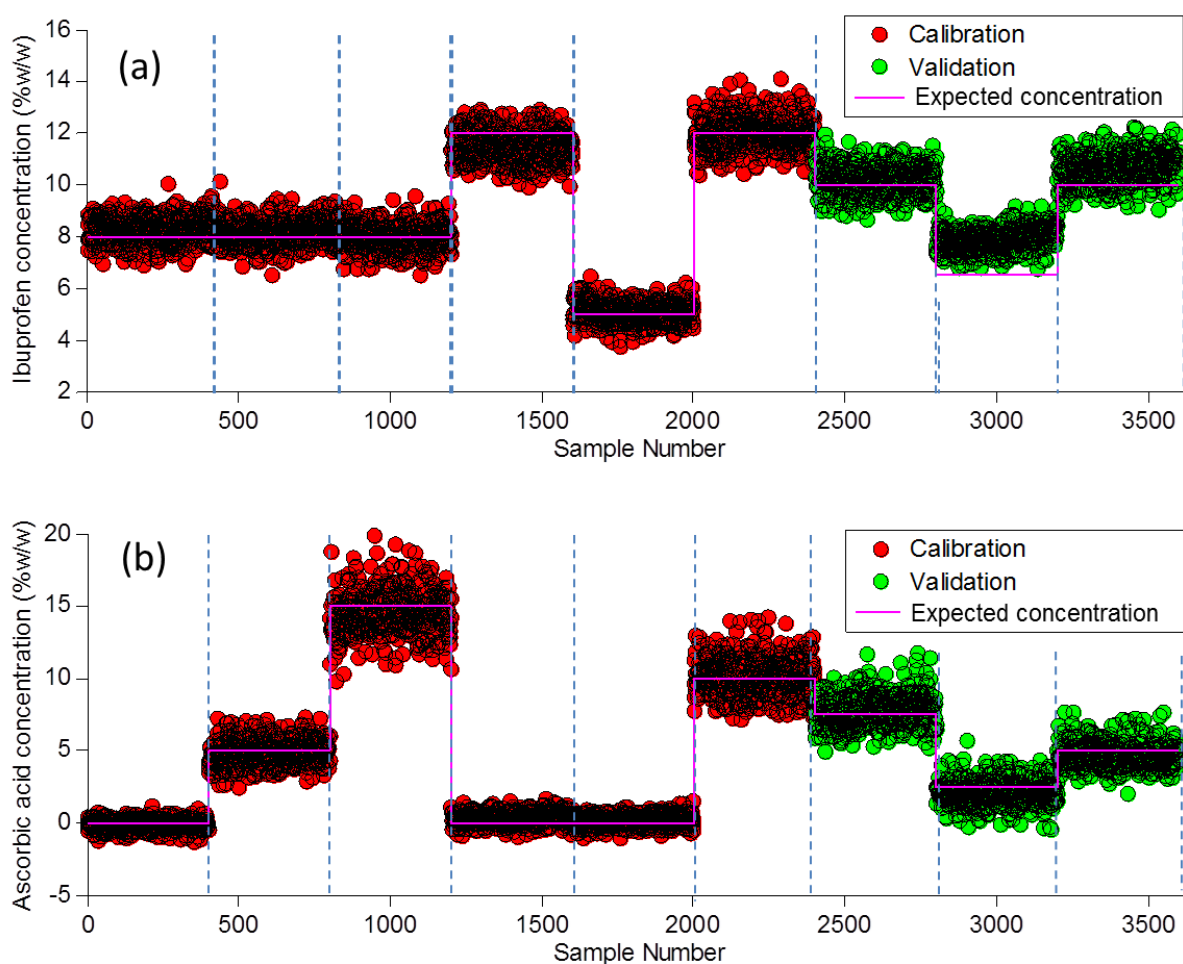 (a)
Ibuprofen concentration (%w/w)
16
14
12
10
8
6
4
2
Calibration
Validation
Expected concentration
0 500 1000 1500 2000 2500 3000 3500
Sample Number
(b)
Ascorbic acid concentration (%w/w)
20
15
10
5
0
-5
Calibration
Validation
Expected concentration
0 500 1000 1500 2000 2500 3000 3500
Sample Number